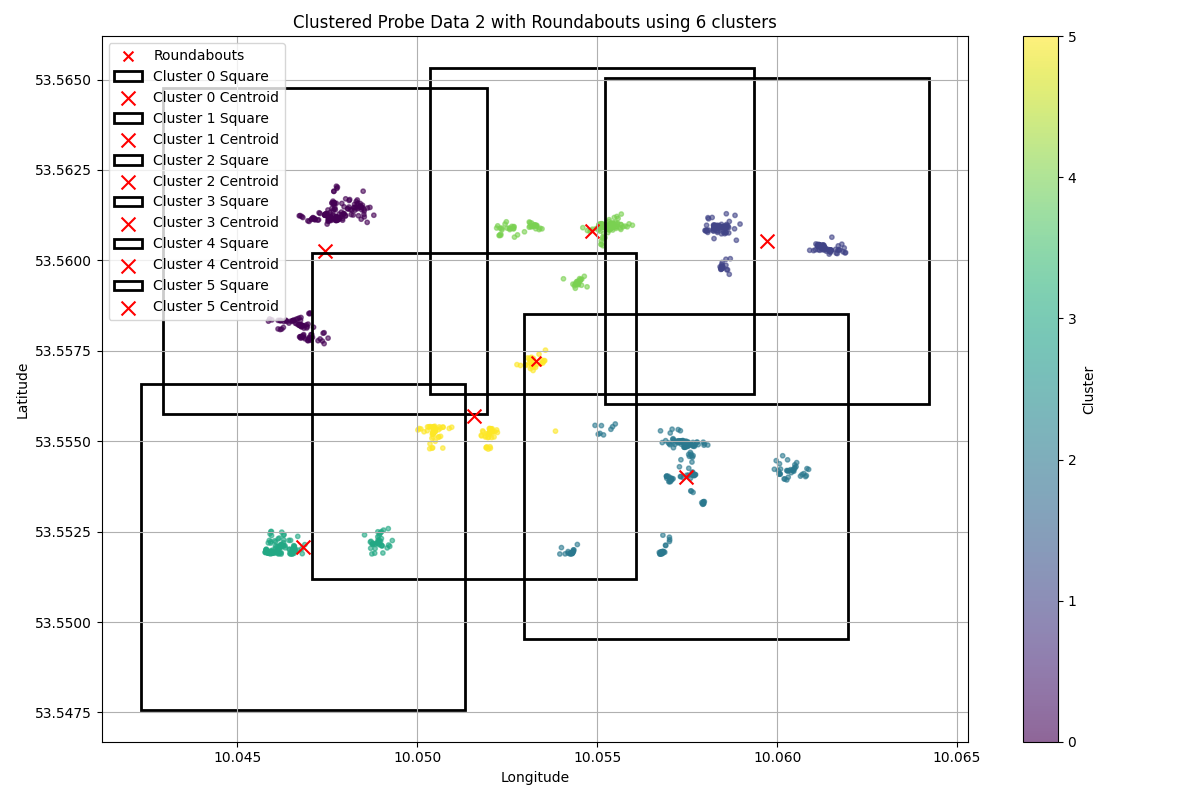 Clustered Probe Data 2 with Roundabouts using 6 clusters
Roundabouts
Cluster 0 Square
Cluster 0 Centroid
Cluster 1 Square
Cluster 1 Centroid
Cluster 2 Square
Cluster 2 Centroid
Cluster 3 Square
Cluster 3 Centroid
Cluster 4 Square
Cluster 4 Centroid
Cluster 5 Square
Cluster 5 Centroid
53.5650
53.5625
53.5600
53.5575
53.5550
53.5525
53.5500
53.5475
Latitude
10.045
10.050
10.055
10.060
10.065
Longitude
5
4
3
2
1
0
Cluster